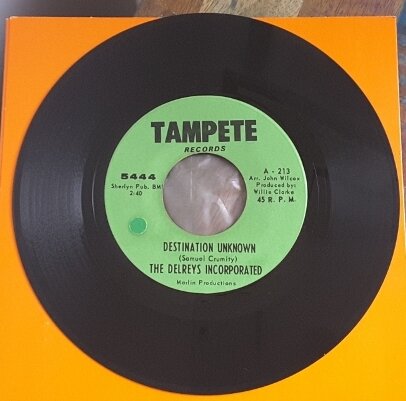 TAMPETE
RECORDS
5444
Sherlyn Pub. BMI
2:40
A - 213
Arr. John Wilcox
Produced by:
Willie Clarke
45 R. P. M.
DESTINATION UNKNOWN
(Samuel Crumity)
THE DELREYS INCORPORATED
Marlin Productions